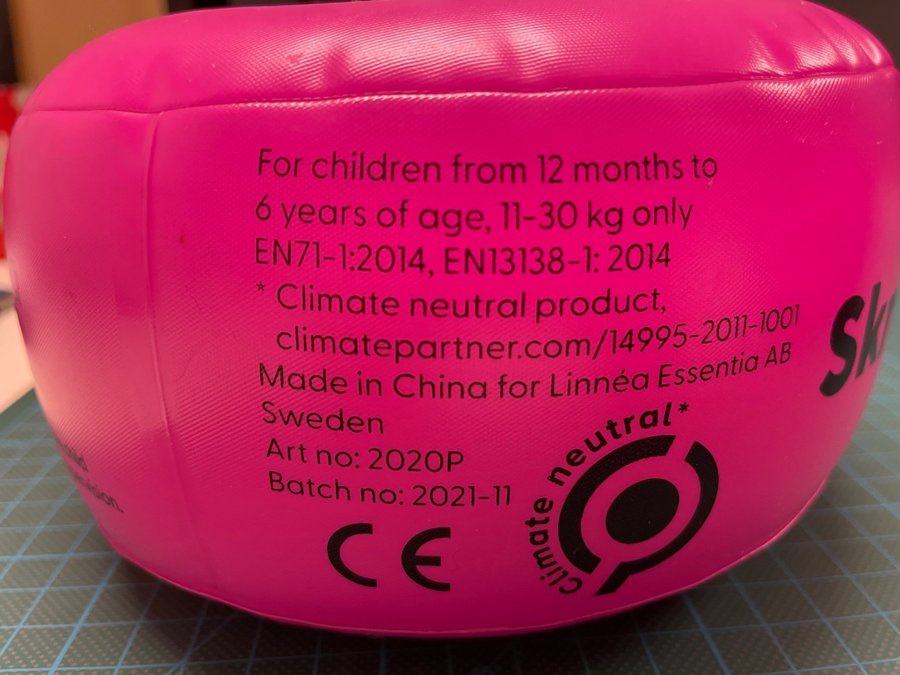 For children from 12 months to
6 years of age, 11-30 kg only
EN71-1:2014, EN13138-1: 2014
* Climate neutral product,
climatepartner.com/14995-2011-1001
Made in China for Linnéa Essentia AB
Sweden
Art no: 2020P
Batch no: 2021-11
CE
Climate neutral*